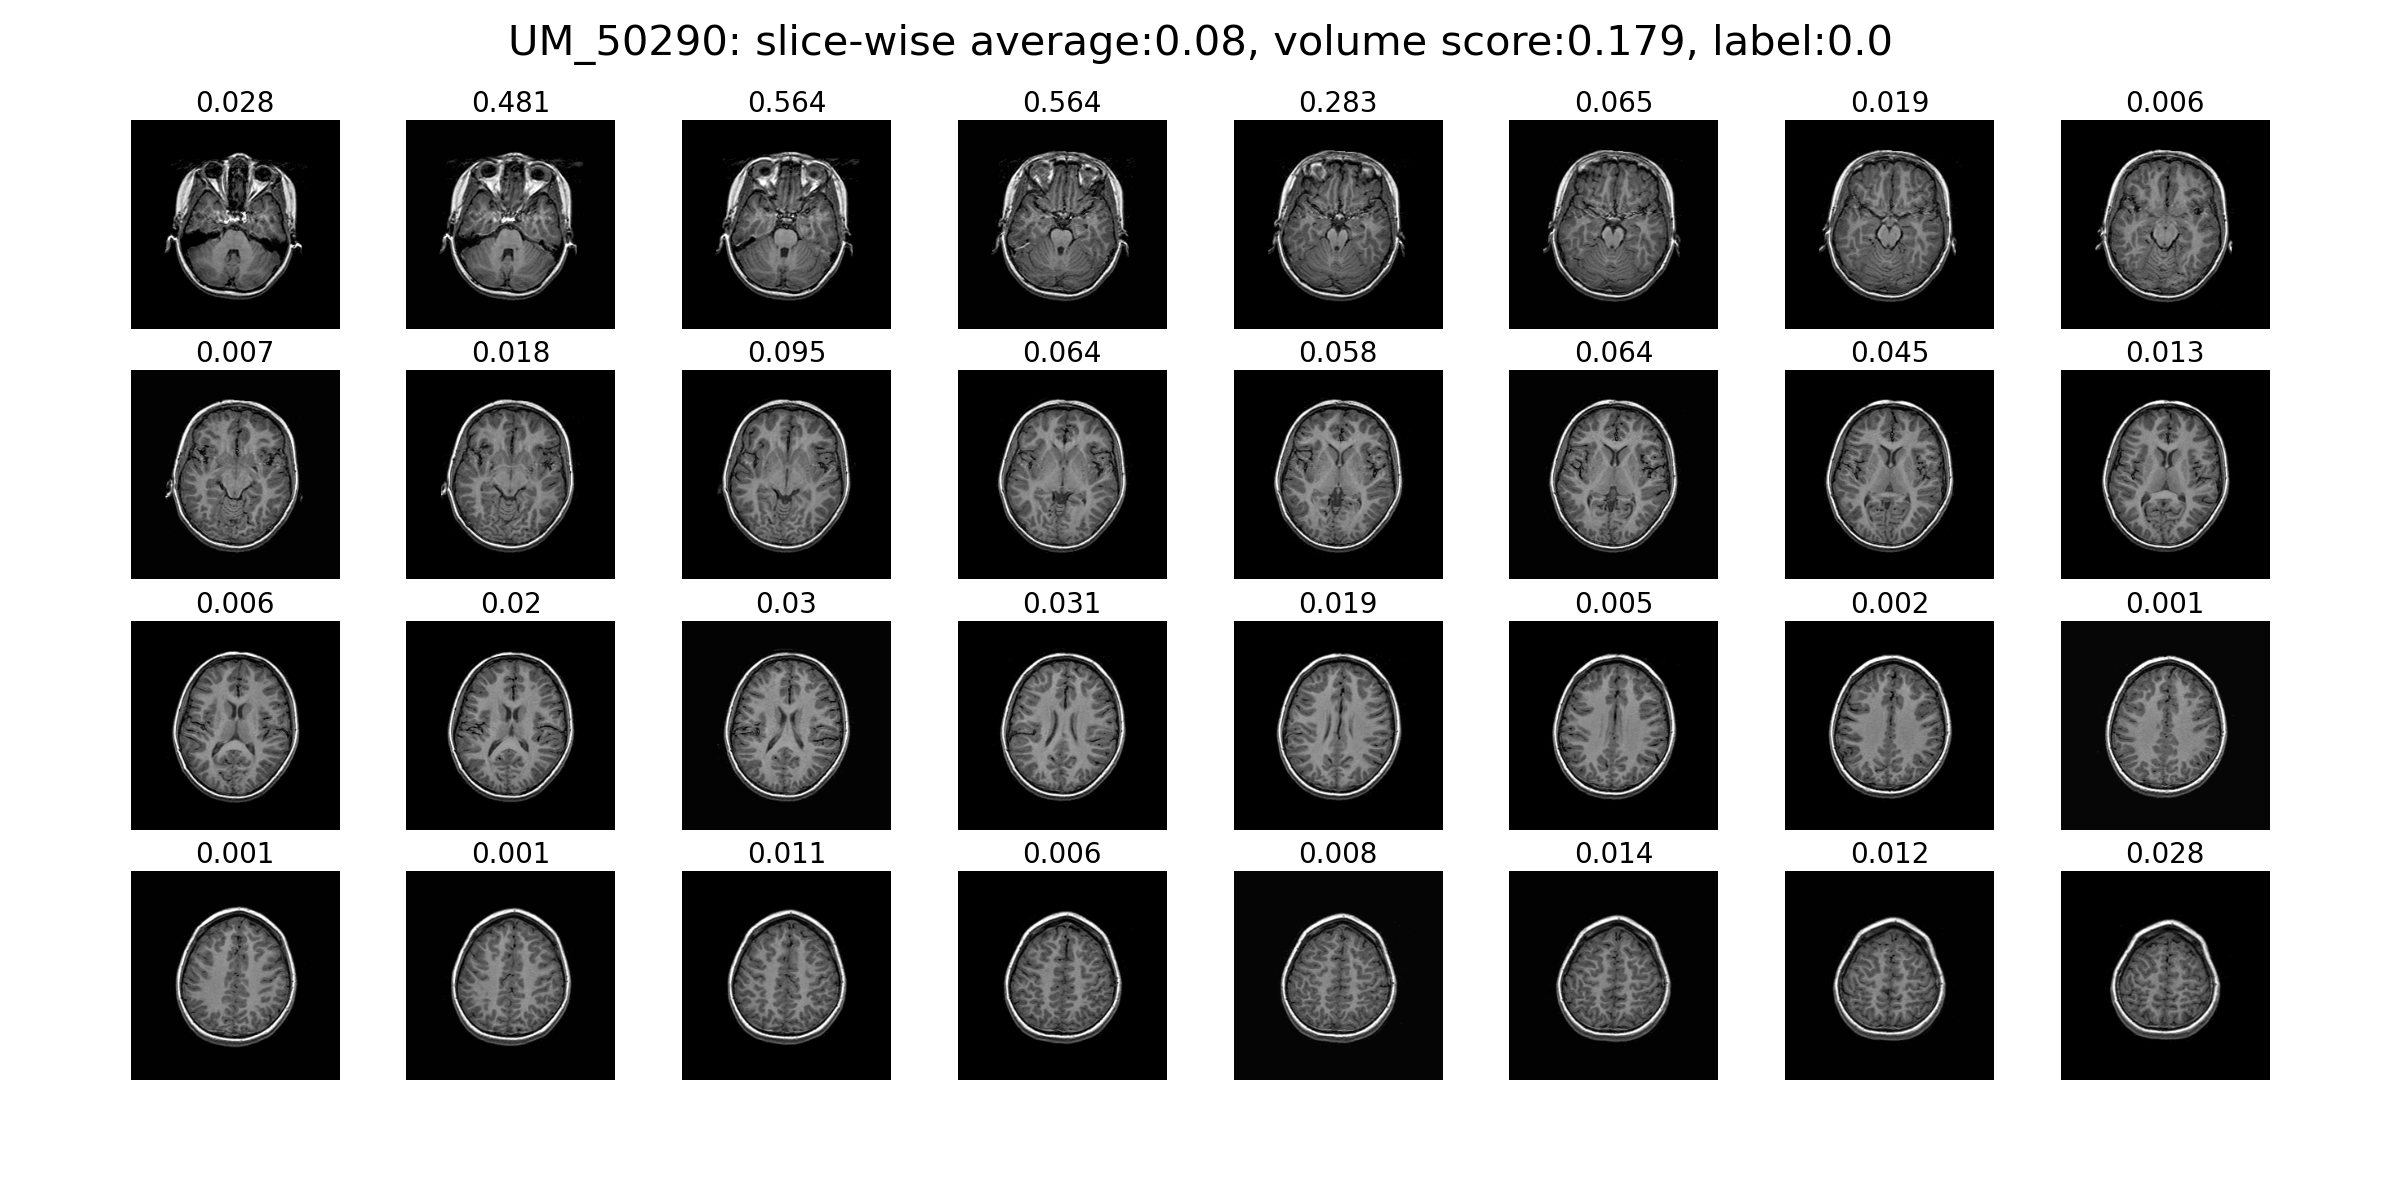 UM_50290: slice-wise average:0.08, volume score:0.179, label:0.0
0.028 0.481 0.564 0.564 0.283 0.065 0.019 0.006
0.007 0.018 0.095 0.064 0.058 0.064 0.045 0.013
0.006 0.02 0.03 0.031 0.019 0.005 0.002 0.001
0.001 0.001 0.011 0.006 0.008 0.014 0.012 0.028